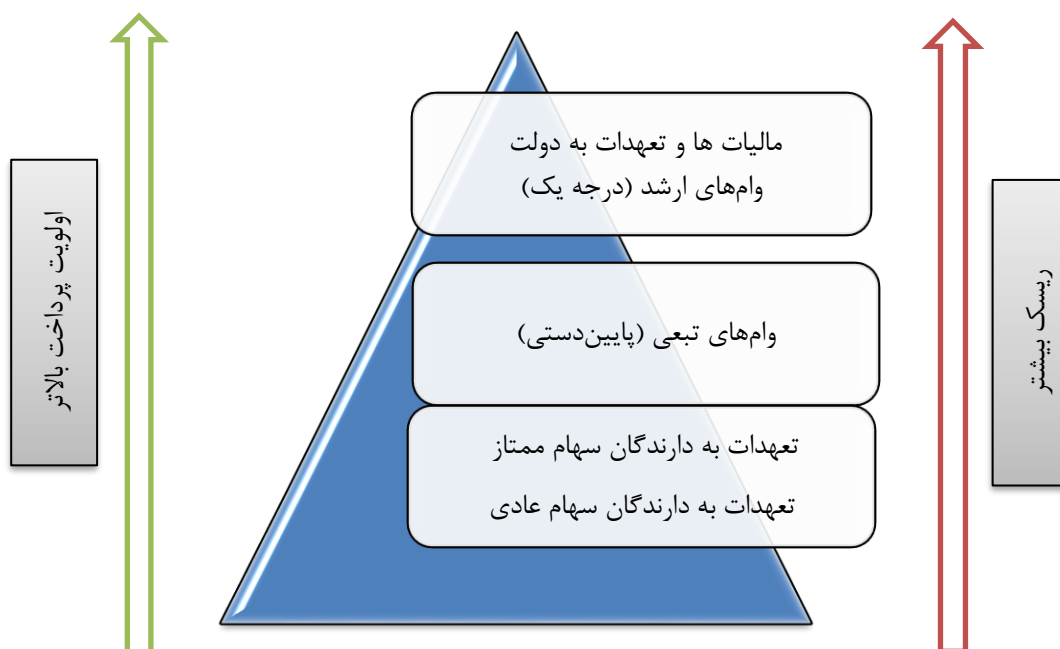 مالیات ها و تعهدات به دولت
وام‌های ارشد (درجه یک)
وام‌های تبعی (پایین‌دستی)
تعهدات به دارندگان سهام ممتاز
تعهدات به دارندگان سهام عادی
اولویت پرداخت بالاتر
ریسک بیشتر